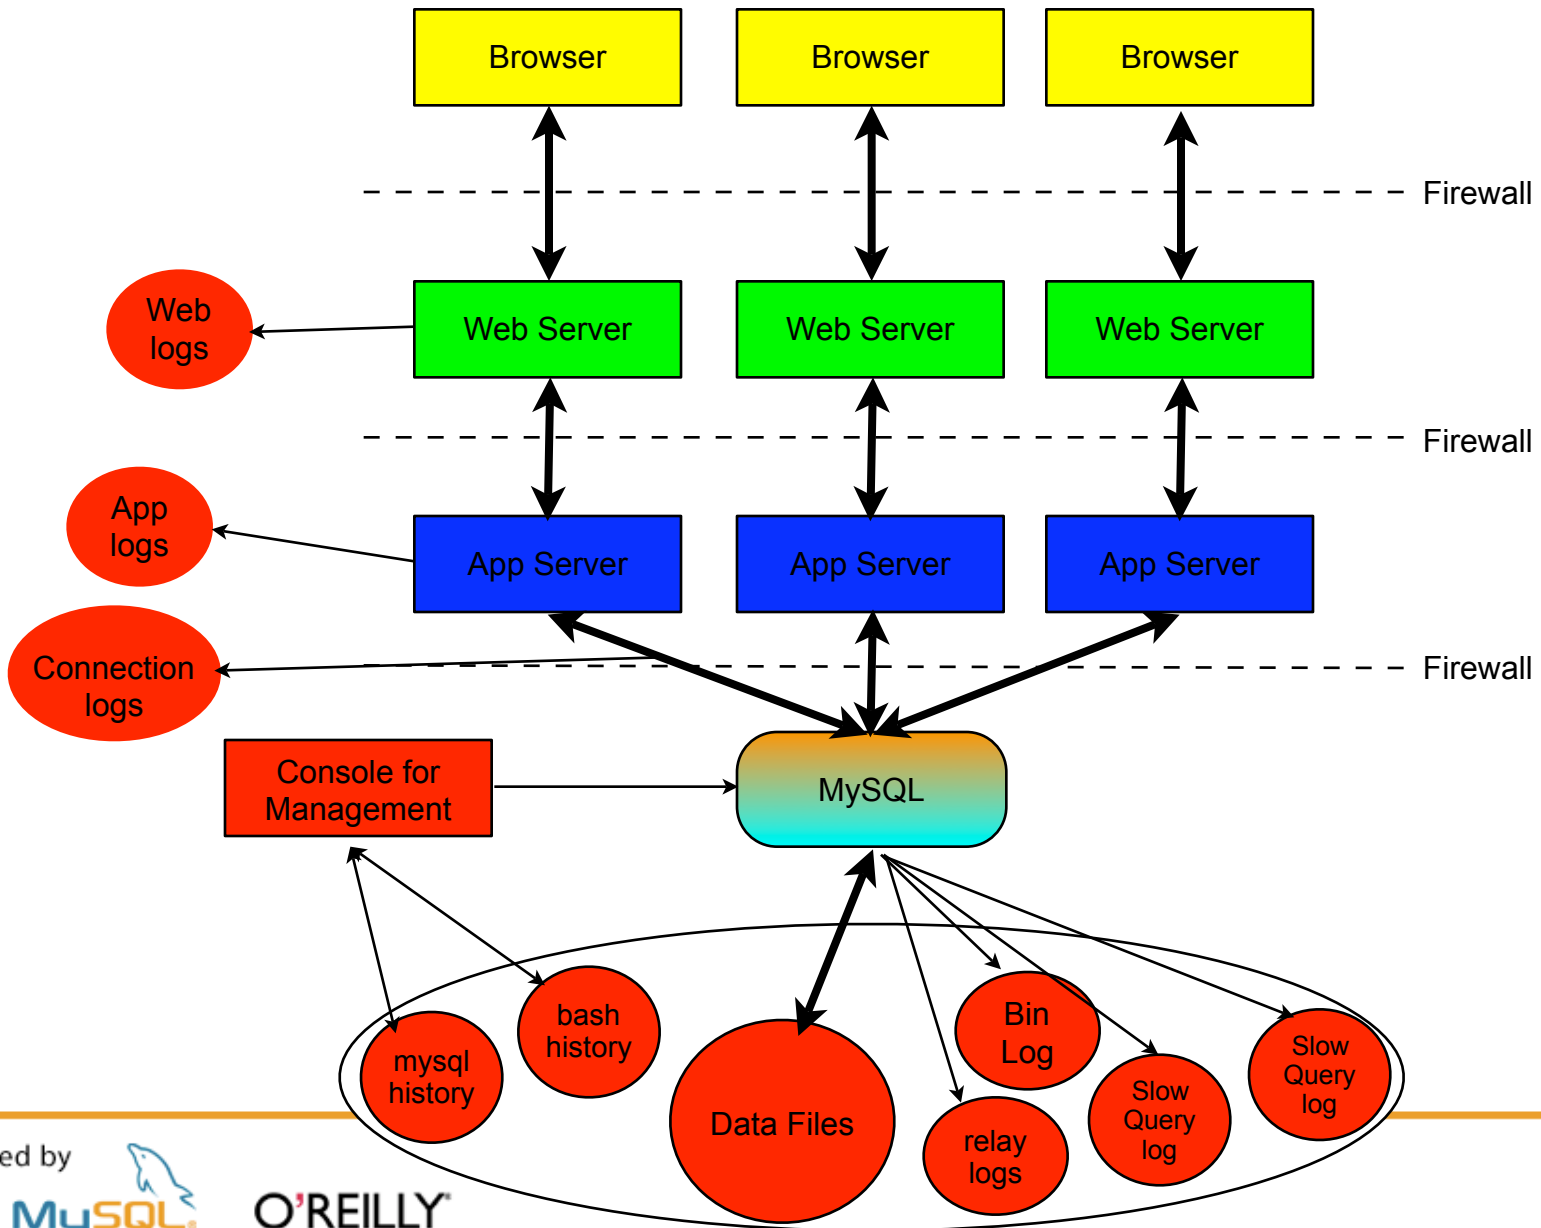 Browser
Browser
Browser
Firewall
Web
logs
Web Server
Web Server
Web Server
Firewall
App
logs
App Server
App Server
App Server
Connection
logs
Firewall
Console for
Management
MySQL
mysql
history
bash
history
Data Files
Bin
Log
relay
logs
Slow
Query
log
Slow
Query
log
ed by
MySQL®
O'REILLY®